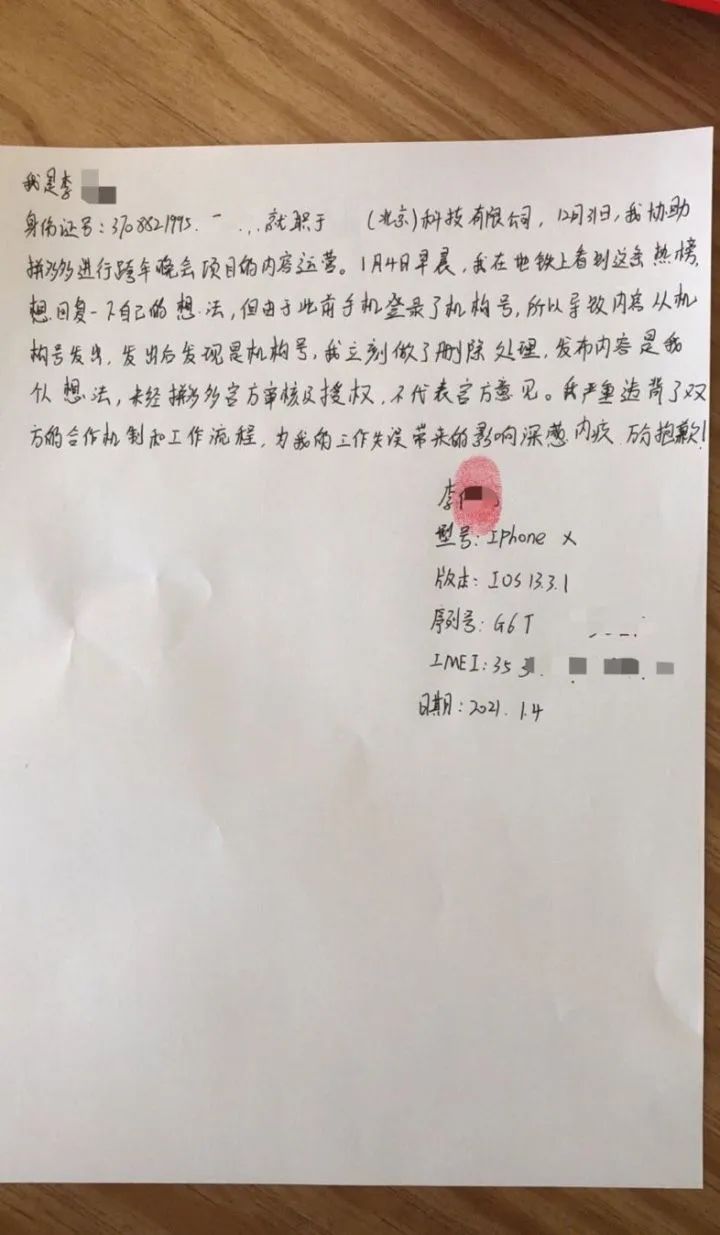 我是李
身份证号：3708821995. 就职于 （北京）科技有限公司，12月31日，我协助
拼多多进行跨年晚会项目的内容运营。1月4日早晨，我在地铁上看到这条热榜，
想回复一下自己的想法，但由于此前手机登录了机构号，所以导致内容从机
构号发出，发出后发现是机构号，我立刻做了删除处理，发布内容是我
个人想法，未经拼多多官方审核及授权，不代表官方意见。我严重违背了双
方的合作机制和工作流程，为我的工作失误带来的影响深感内疚 万分抱歉！
李
型号：Iphone X
版本：IOS 13.3.1
序列号：G6T
IMEI：35
日期：2021.1.4